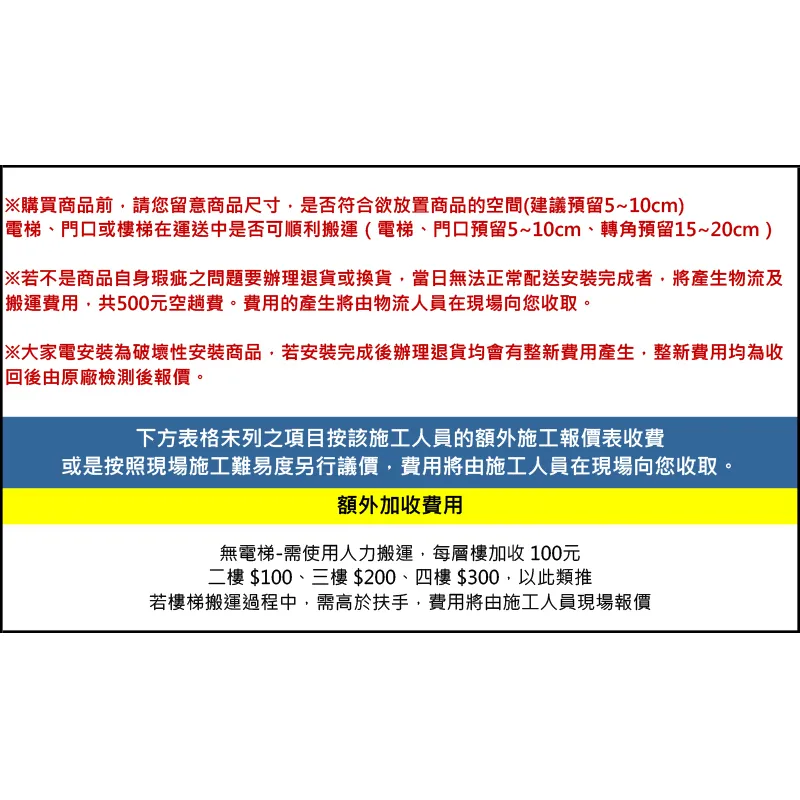 ※購買商品前，請您留意商品尺寸，是否符合欲放置商品的空間(建議預留5~10cm)
電梯、門口或樓梯在運送中是否可順利搬運（電梯、門口預留5~10cm、轉角預留15~20cm）
※若不是商品自身瑕疵之問題要辦理退貨或換貨，當日無法正常配送安裝完成者，將產生物流及
搬運費用，共500元空趟費。費用的產生將由物流人員在現場向您收取。
※大家電安裝為破壞性安裝商品，若安裝完成後辦理退貨均會有整新費用產生，整新費用均為收
回後由原廠檢測後報價。
下方表格未列之項目按該施工人員的額外施工報價表收費
或是按照現場施工難易度另行議價，費用將由施工人員在現場向您收取。
額外加收費用
無電梯-需使用人力搬運，每層樓加收 100元
二樓 $100、三樓 $200、四樓 $300，以此類推
若樓梯搬運過程中，需高於扶手，費用將由施工人員現場報價